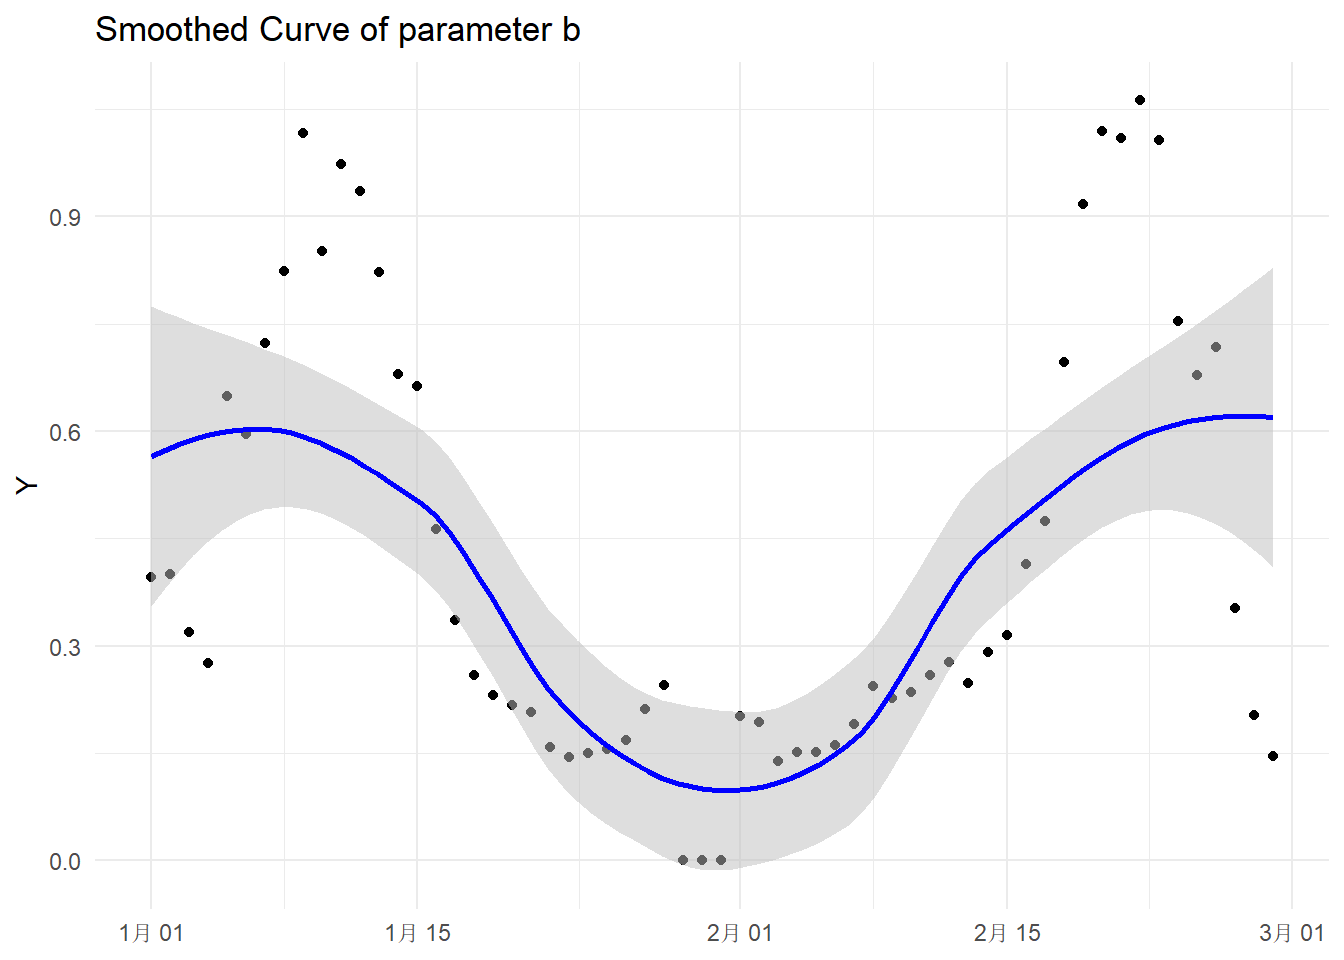 Smoothed Curve of parameter b
Y
0.9
0.6
0.3
0.0
1月 01
1月 15
2月 01
2月 15
3月 01